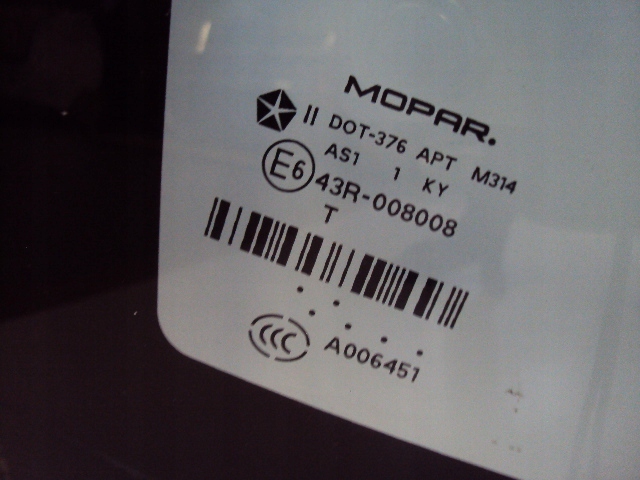 MOPAR.
II DOT-376 APT M314
AS1 1 KY
E6 43R-008008
T
CCC A006451